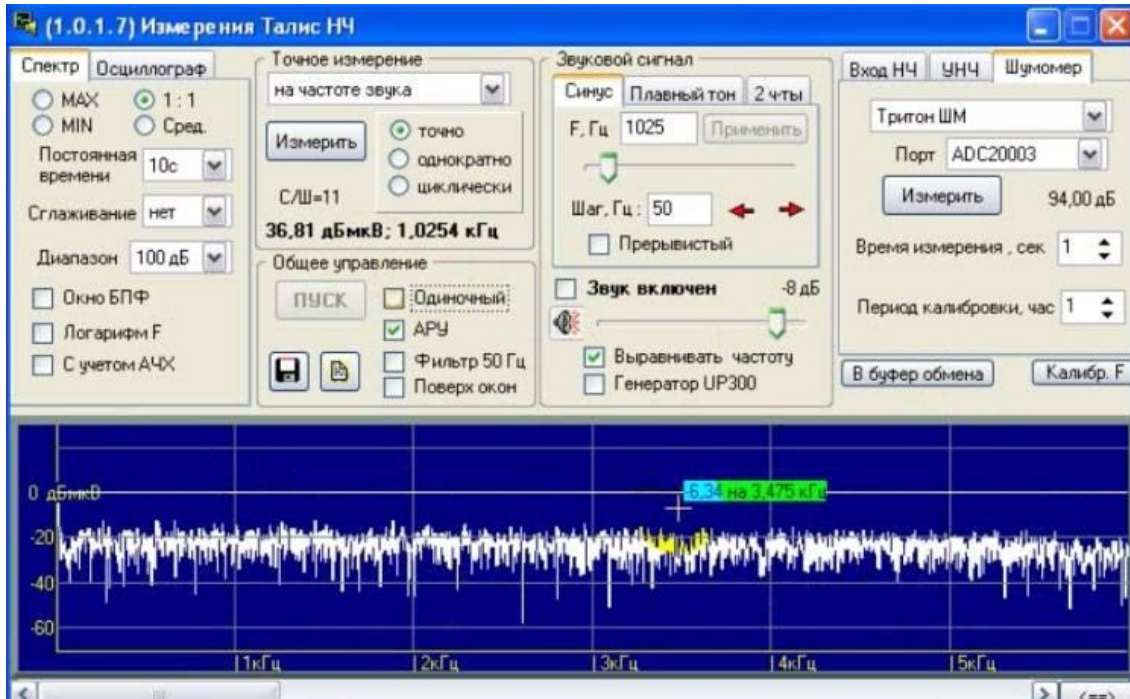 (1.0.1.7) Измерения Талис НЧ
Спектр Осциллограф
MAX 1 : 1
MIN Сред.
Постоянная времени 10с
Сглаживание нет
Диапазон 100 дБ
Окно БПФ
Логарифм F
С учетом АЧХ
Точное измерение
на частоте звука
Измерить
точно
однократно
циклически
С/Ш=11
36,81 дБмкВ; 1,0254 кГц
Общее управление
ПУСК
Одиночный
АРУ
Фильтр 50 Гц
Поверх окон
Звуковой сигнал
Синус Плавный тон 2 ч-ты
F, Гц 1025 Применить
Шаг, Гц : 50
Прерывистый
Звук включен -8 дБ
Выравнивать частоту
Генератор UP300
Вход НЧ УНЧ Шумомер
Тритон ШМ
Порт ADC20003
Измерить 94,00 дБ
Время измерения , сек 1
Период калибровки, час 1
В буфер обмена Калибр. F
0 дБмкВ
-6,34 на 3,475 кГц
-20
-40
-60
1кГц 2кГц 3кГц 4кГц 5кГц
(==)